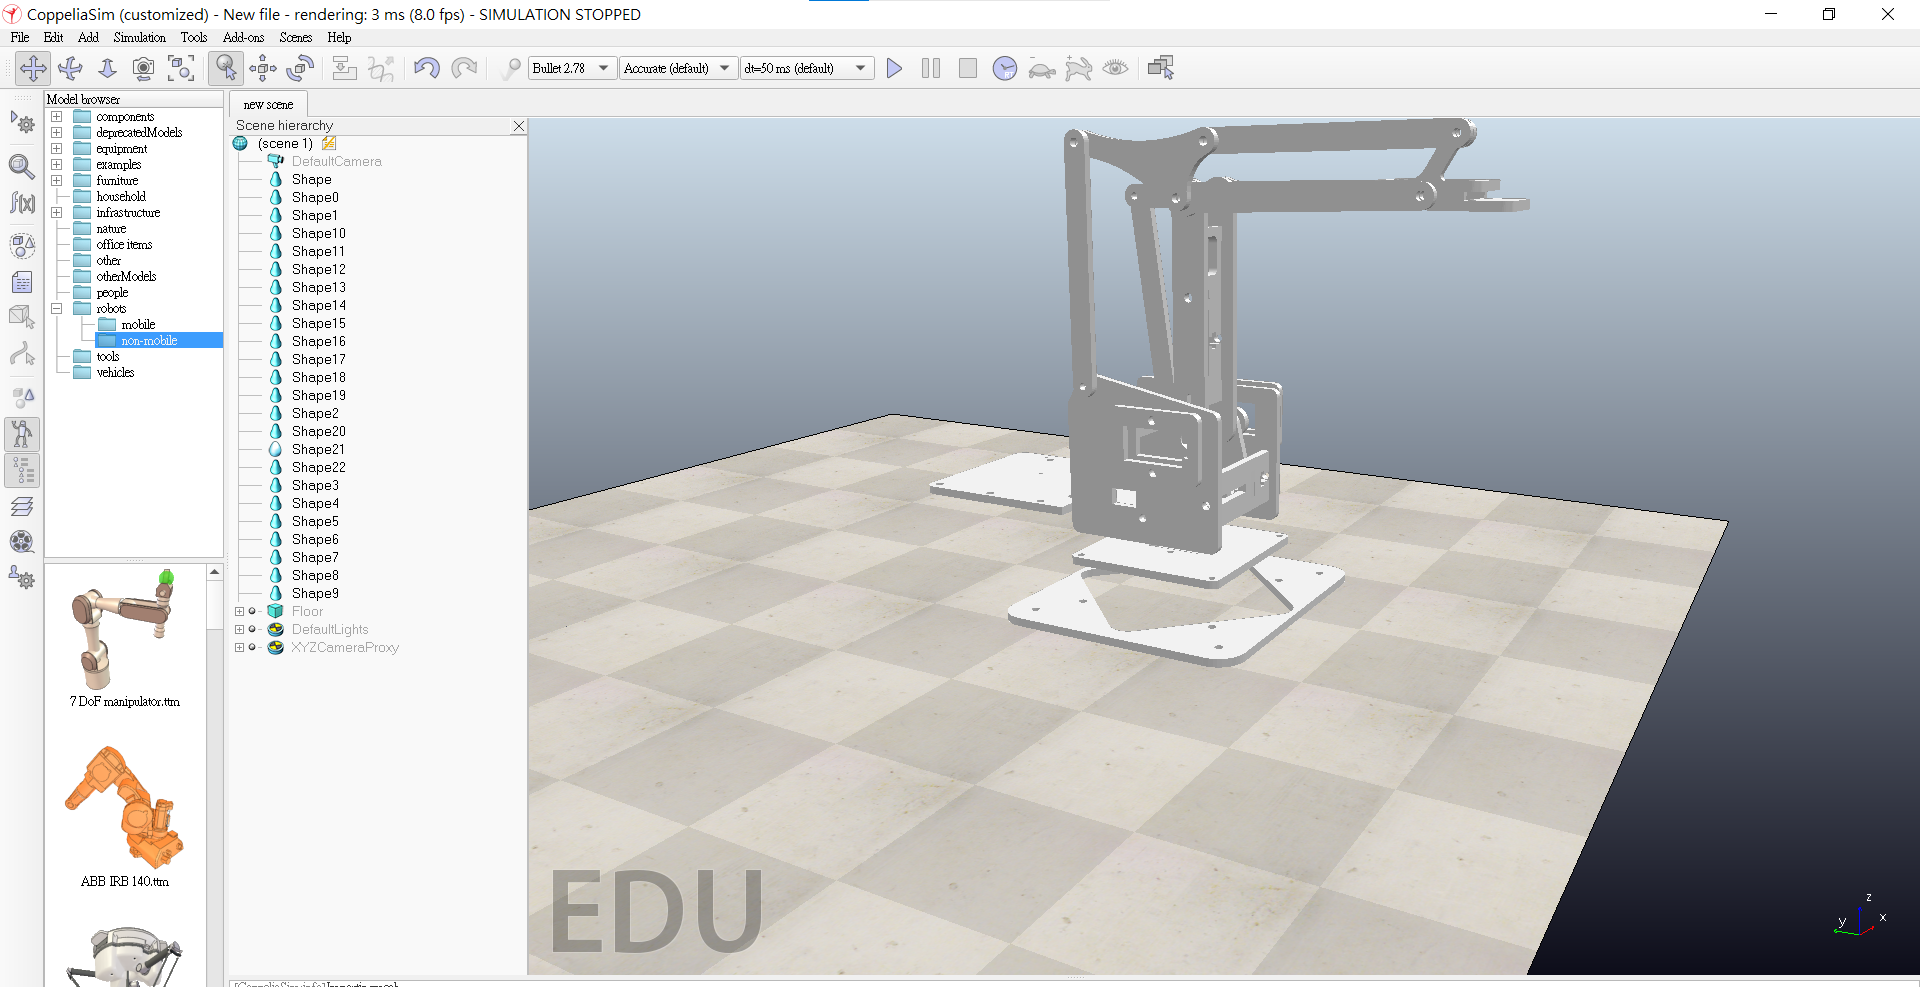 CoppeliaSim (customized) - New file - rendering: 3 ms (8.0 fps) - SIMULATION STOPPED
File Edit Add Simulation Tools Add-ons Scenes Help
Bullet 2.78 Accurate (default) dt=50 ms (default)
Model browser
components
deprecatedModels
equipment
examples
furniture
household
infrastructure
nature
office items
other
otherModels
people
robots
mobile
non-mobile
tools
vehicles
7 DoF manipulator.ttm
ABB IRB 140.ttm
new scene
Scene hierarchy
(scene 1)
DefaultCamera
Shape
Shape0
Shape1
Shape10
Shape11
Shape12
Shape13
Shape14
Shape15
Shape16
Shape17
Shape18
Shape19
Shape2
Shape20
Shape21
Shape22
Shape3
Shape4
Shape5
Shape6
Shape7
Shape8
Shape9
Floor
DefaultLights
XYZCameraProxy
f(x)
RT
EDU
z
y x